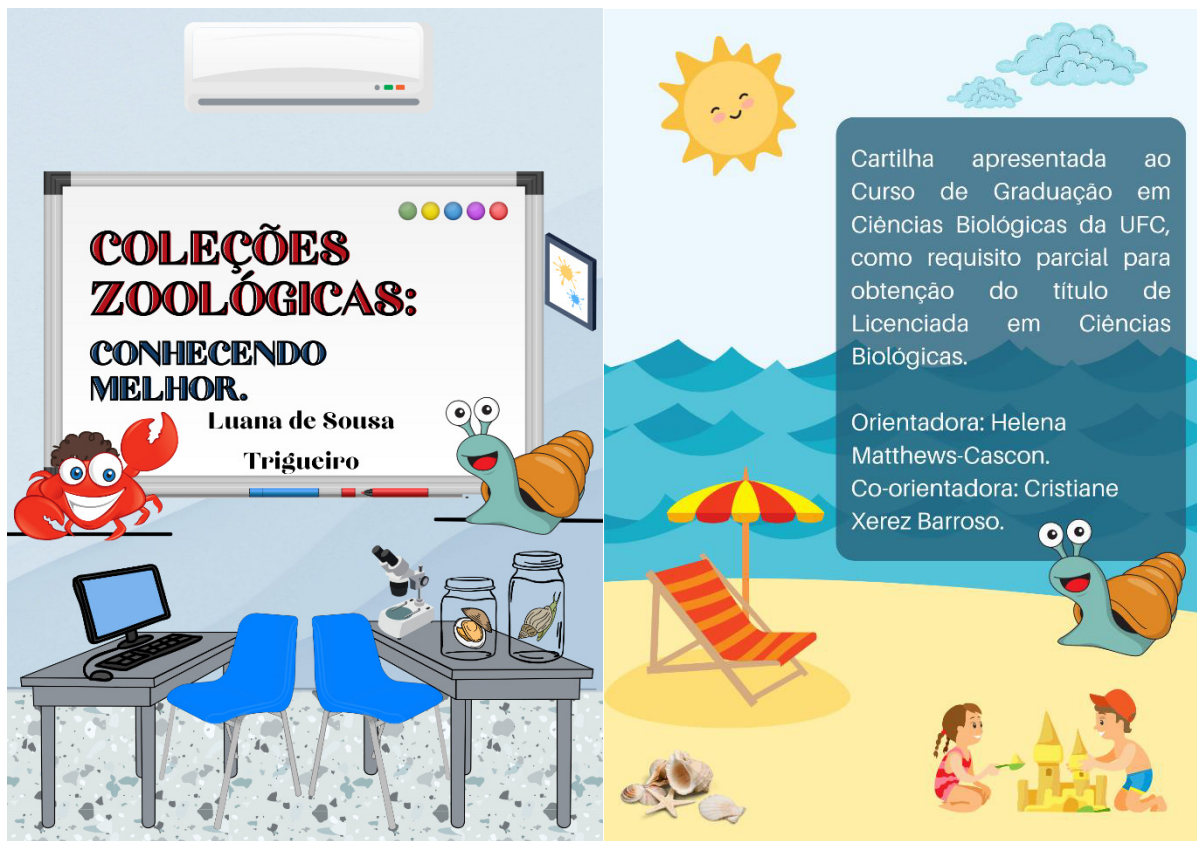 COLEÇÕES
ZOOLÓGICAS:
CONHECENDO
MELHOR.
Luana de Sousa
Trigueiro
Cartilha apresentada ao
Curso de Graduação em
Ciências Biológicas da UFC,
como requisito parcial para
obtenção do título de
Licenciada em Ciências
Biológicas.
Orientadora: Helena
Matthews-Cascon.
Co-orientadora: Cristiane
Xerez Barroso.